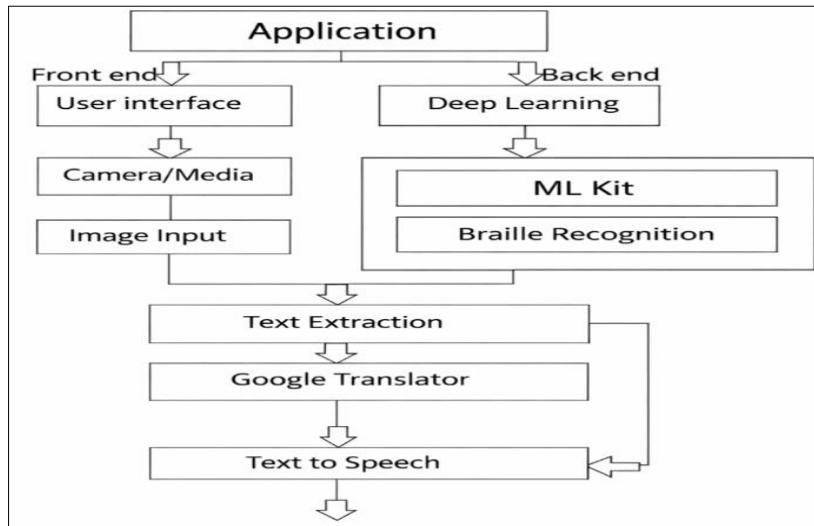 Application
Front end
Back end
User interface
Deep Learning
Camera/Media
ML Kit
Image Input
Braille Recognition
Text Extraction
Google Translator
Text to Speech